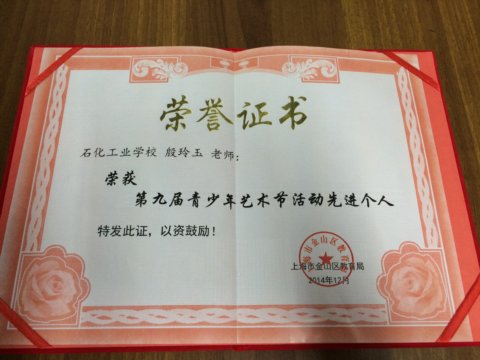 荣誉证书
石化工业学校 殷玲玉 老师:
荣获
第九届青少年艺术节活动先进个人
特发此证,以资鼓励!
上海市金山区教育局
2014年12月